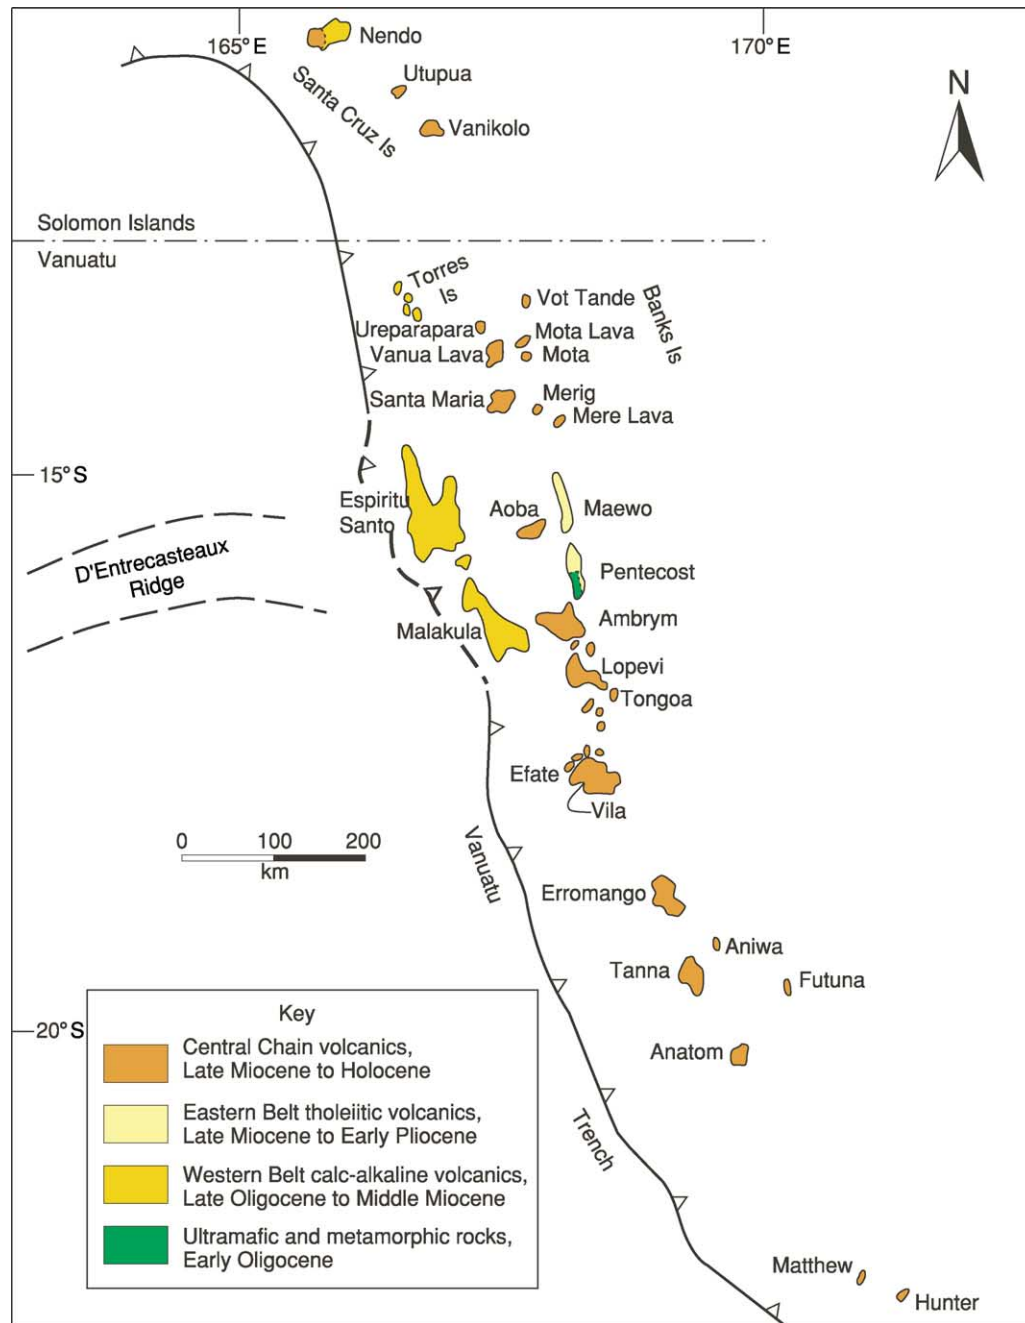 165°E
170°E
Nendo
Utupua
Santa Cruz Is
Vanikolo
N
Solomon Islands
Vanuatu
Torres
Is
Vot Tande
Banks Is
Ureparapara
Mota Lava
Vanua Lava
Mota
Santa Maria
Merig
Mere Lava
15°S
Espiritu
Santo
Aoba
Maewo
D'Entrecasteaux
Ridge
Pentecost
Malakula
Ambrym
Lopevi
Tongoa
Efate
Vila
0 100 200
km
Vanuatu
Trench
Erromango
Aniwa
Tanna
Futuna
20°S
Anatom
Key
Central Chain volcanics,
Late Miocene to Holocene
Eastern Belt tholeiitic volcanics,
Late Miocene to Early Pliocene
Western Belt calc-alkaline volcanics,
Late Oligocene to Middle Miocene
Ultramafic and metamorphic rocks,
Early Oligocene
Matthew
Hunter